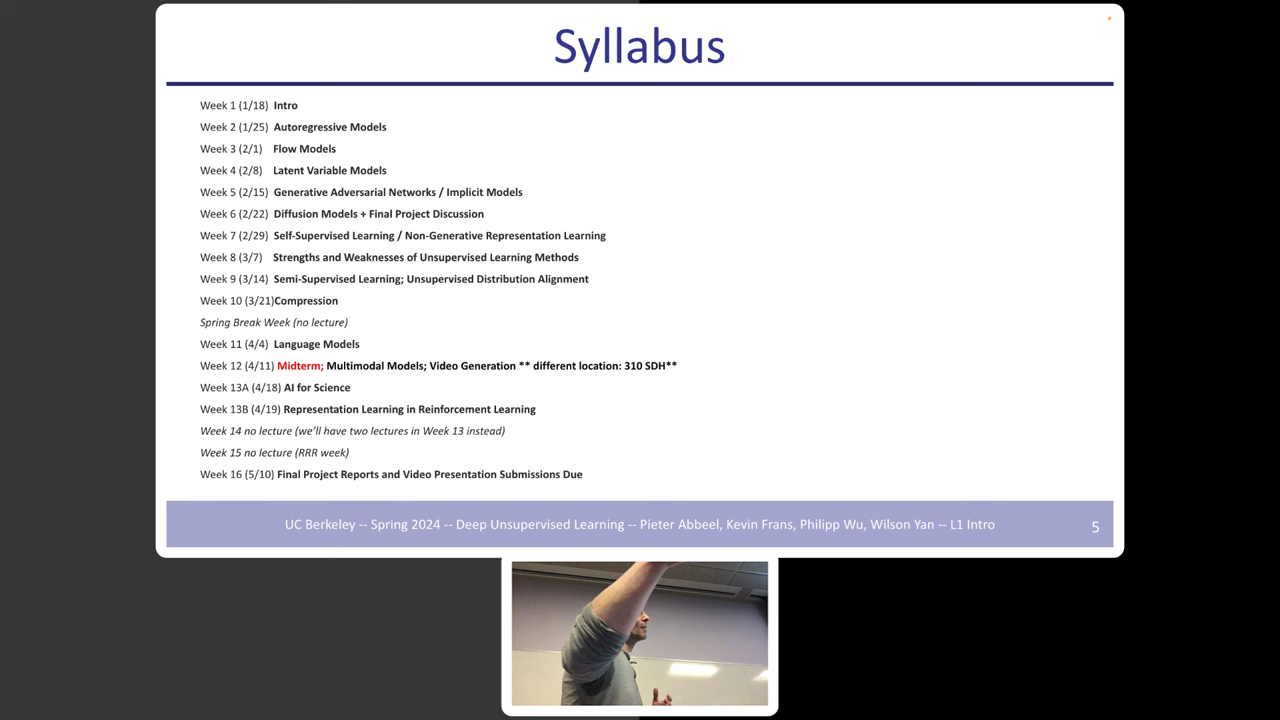 Syllabus
Week 1 (1/18) Intro
Week 2 (1/25) Autoregressive Models
Week 3 (2/1) Flow Models
Week 4 (2/8) Latent Variable Models
Week 5 (2/15) Generative Adversarial Networks / Implicit Models
Week 6 (2/22) Diffusion Models + Final Project Discussion
Week 7 (2/29) Self-Supervised Learning / Non-Generative Representation Learning
Week 8 (3/7) Strengths and Weaknesses of Unsupervised Learning Methods
Week 9 (3/14) Semi-Supervised Learning; Unsupervised Distribution Alignment
Week 10 (3/21)Compression
Spring Break Week (no lecture)
Week 11 (4/4) Language Models
Week 12 (4/11) Midterm; Multimodal Models; Video Generation ** different location: 310 SDH**
Week 13A (4/18) AI for Science
Week 13B (4/19) Representation Learning in Reinforcement Learning
Week 14 no lecture (we’ll have two lectures in Week 13 instead)
Week 15 no lecture (RRR week)
Week 16 (5/10) Final Project Reports and Video Presentation Submissions Due
UC Berkeley -- Spring 2024 -- Deep Unsupervised Learning -- Pieter Abbeel, Kevin Frans, Philipp Wu, Wilson Yan -- L1 Intro
5